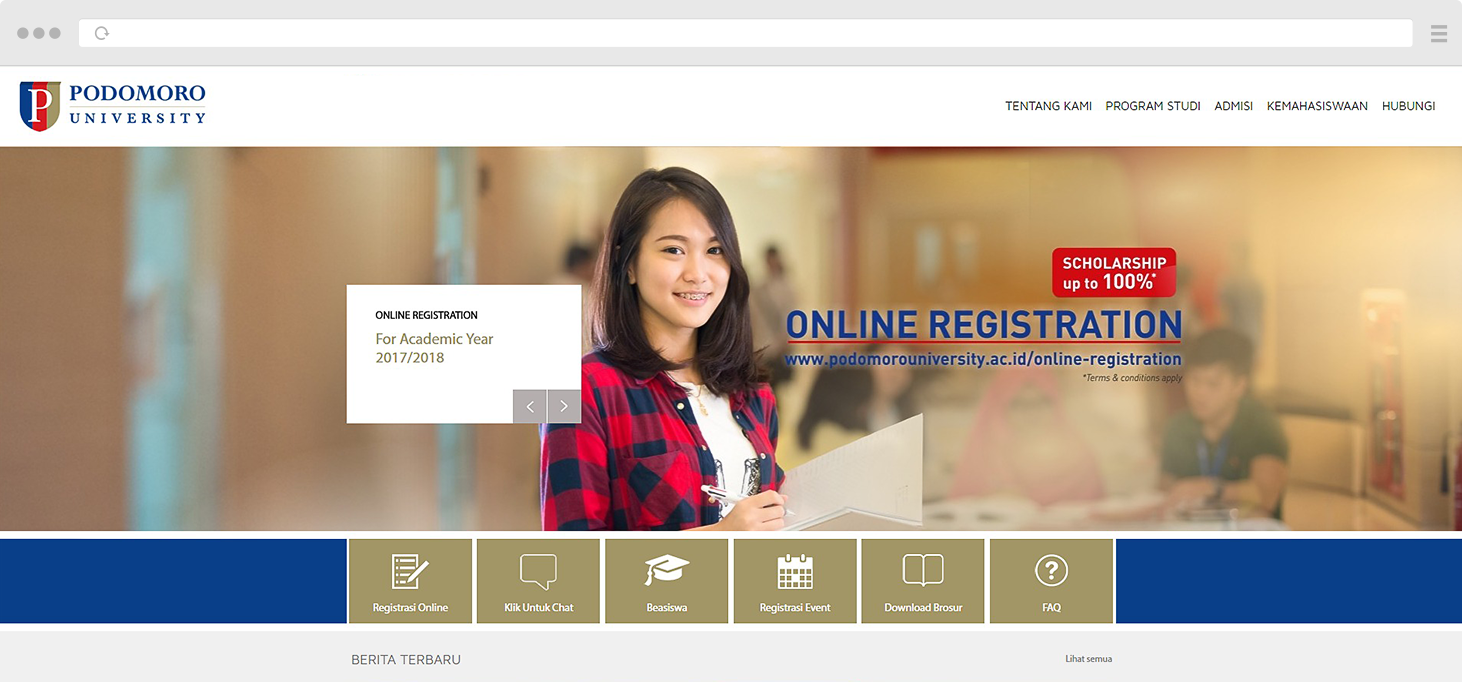 P PODOMORO
UNIVERSITY
TENTANG KAMI PROGRAM STUDI ADMISI KEMAHASISWAAN HUBUNGI
SCHOLARSHIP
up to 100%*
ONLINE REGISTRATION
www.podomorouniversity.ac.id/online-registration
*Terms & conditions apply
ONLINE REGISTRATION
For Academic Year
2017/2018
Registrasi Online
Klik Untuk Chat
Beasiswa
Registrasi Event
Download Brosur
FAQ
BERITA TERBARU
Lihat semua